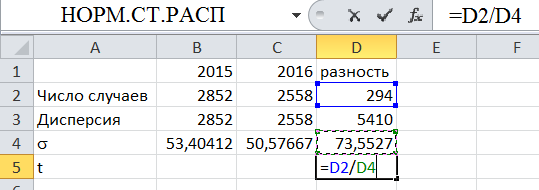 НОРМ.СТ.РАСП fx =D2/D4
A B C D E F
1 2015 2016 разность
2 Число случаев 2852 2558 294
3 Дисперсия 2852 2558 5410
4 σ 53,40412 50,57667 73,5527
5 t =D2/D4